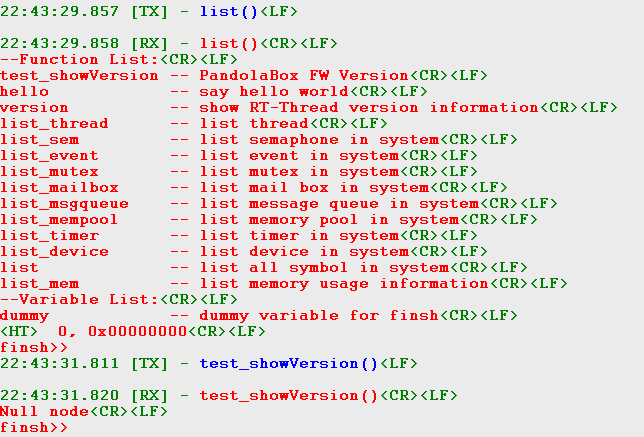 22:43:29.857 [TX] - list()<LF>
22:43:29.858 [RX] - list()<CR><LF>
--Function List:<CR><LF>
test_showVersion -- PandolaBox FW Version<CR><LF>
hello            -- say hello world<CR><LF>
version          -- show RT-Thread version information<CR><LF>
list_thread      -- list thread<CR><LF>
list_sem         -- list semaphone in system<CR><LF>
list_event       -- list event in system<CR><LF>
list_mutex       -- list mutex in system<CR><LF>
list_mailbox     -- list mail box in system<CR><LF>
list_msgqueue    -- list message queue in system<CR><LF>
list_mempool     -- list memory pool in system<CR><LF>
list_timer       -- list timer in system<CR><LF>
list_device      -- list device in system<CR><LF>
list             -- list all symbol in system<CR><LF>
list_mem         -- list memory usage information<CR><LF>
--Variable List:<CR><LF>
dummy            -- dummy variable for finsh<CR><LF>
<HT>  0, 0x00000000<CR><LF>
finsh>>
22:43:31.811 [TX] - test_showVersion()<LF>
22:43:31.820 [RX] - test_showVersion()<CR><LF>
Null node<CR><LF>
finsh>>